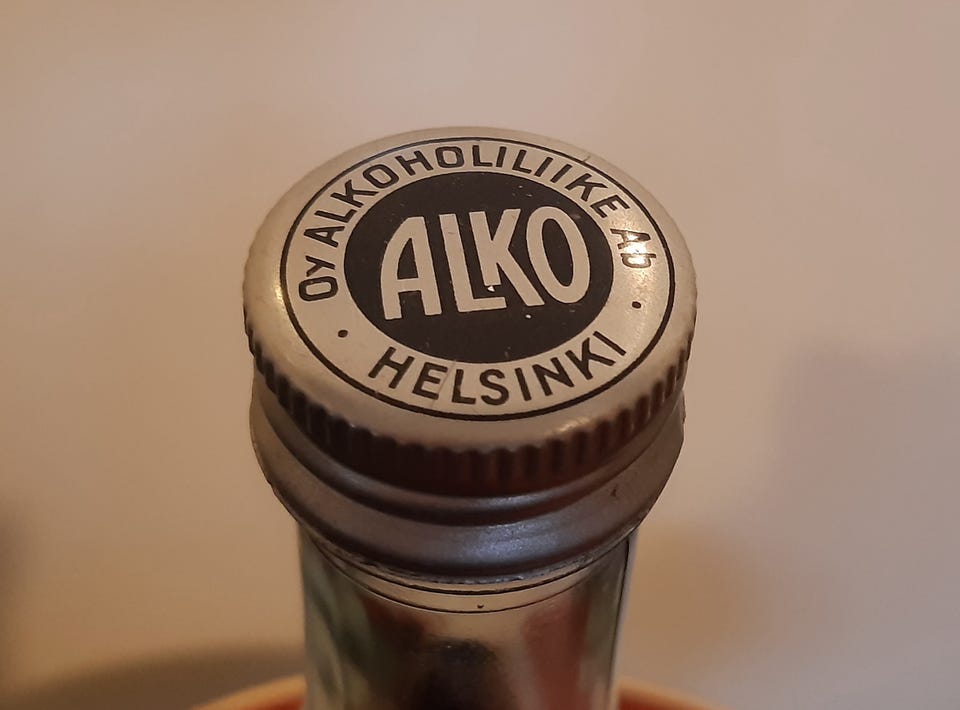 Oy ALKOHOLILIIKE Ab
ALKO
· HELSINKI ·